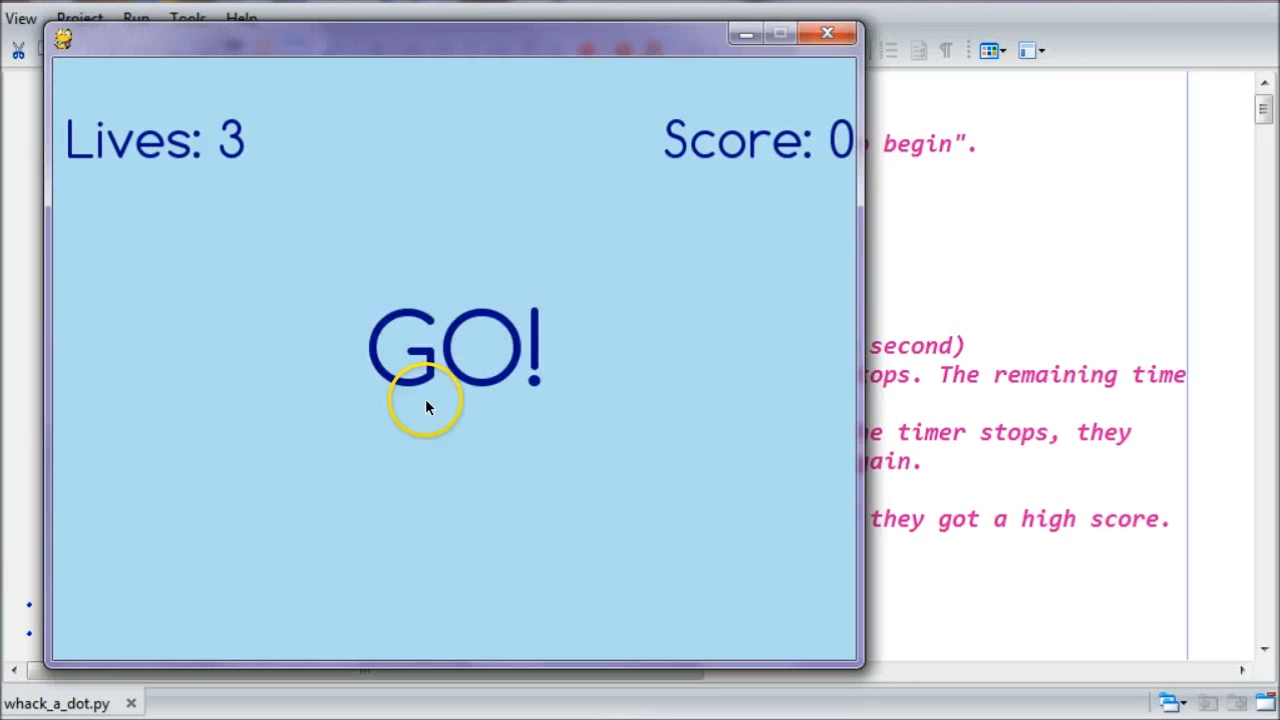 View Project Run Tools Help
Lives: 3
Score: 0
begin".
GO!
second)
tops. The remaining time
he timer stops, they
gain.
they got a high score.
whack_a_dot.py